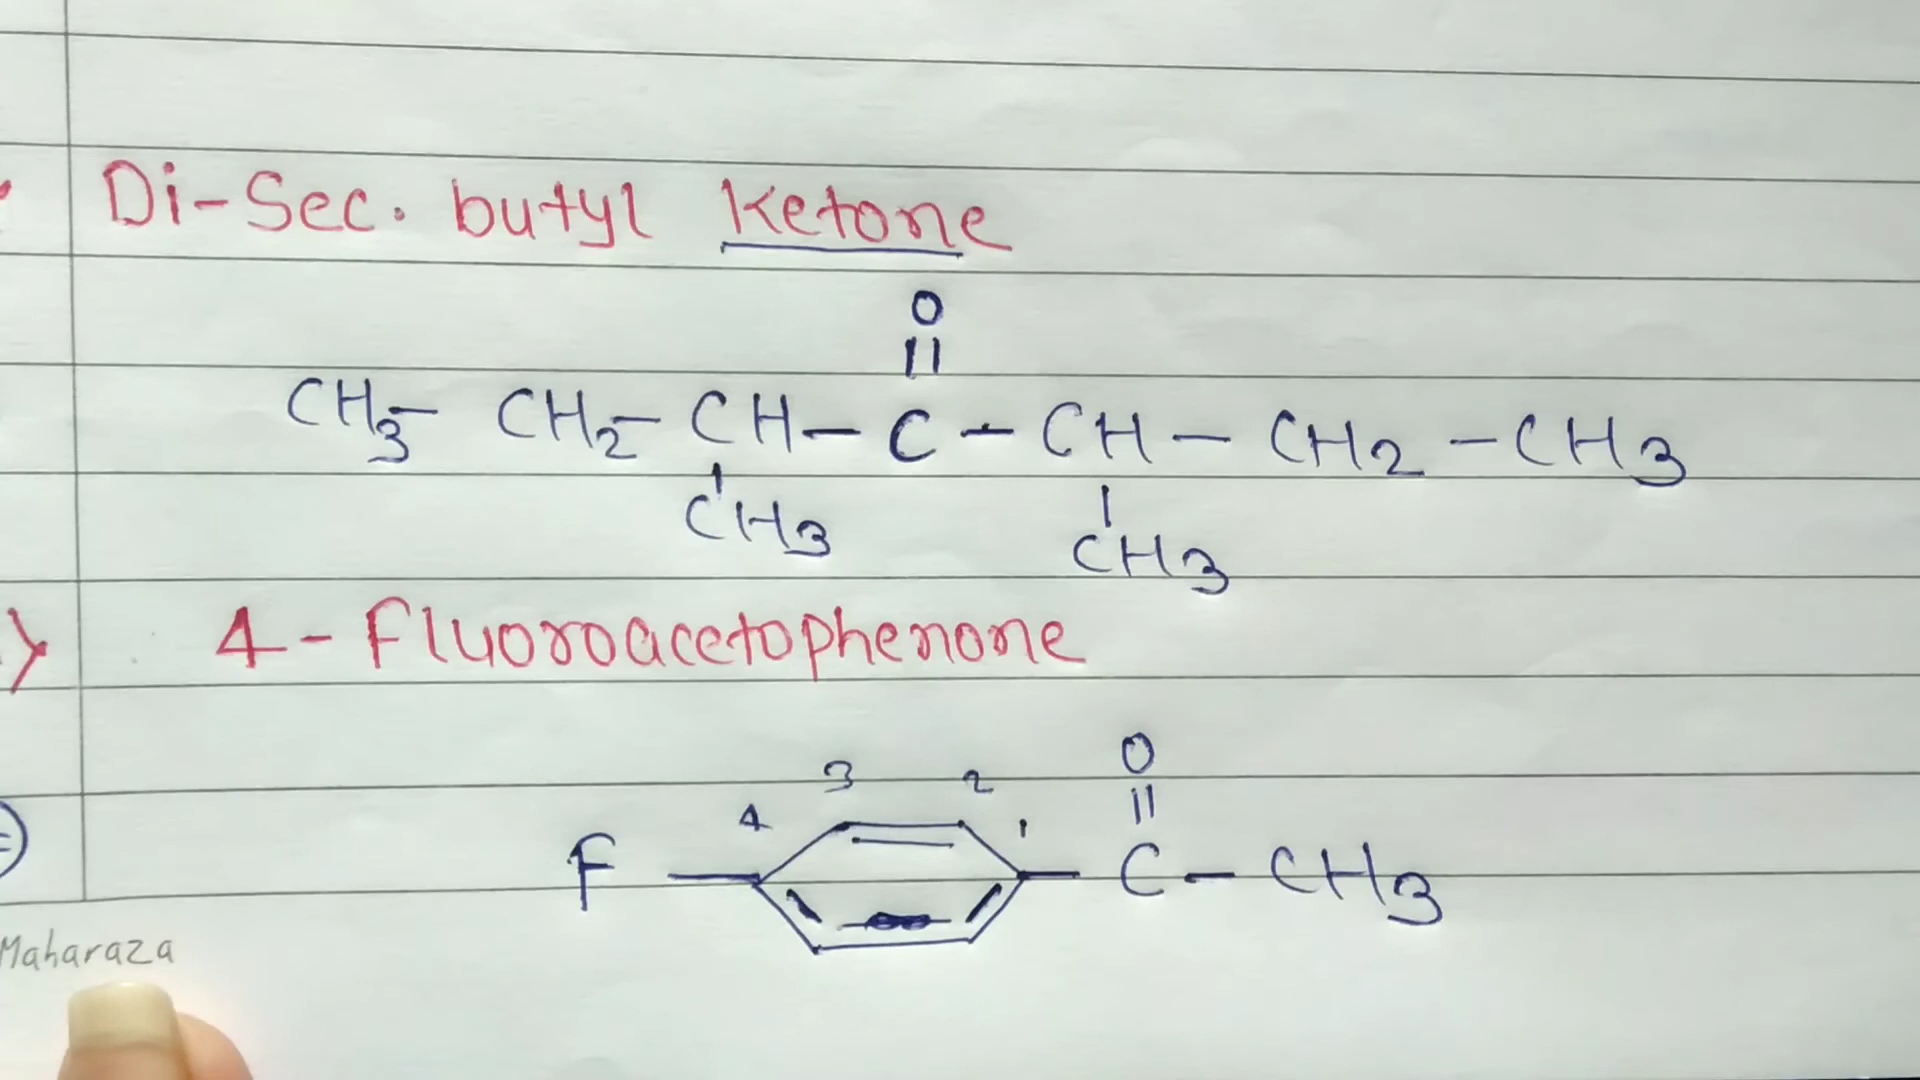 Di-Sec. butyl Ketone
O
||
CH3- CH2- CH - C - CH - CH2 - CH3
CH3 CH3
4 - Fluoroacetophenone
O
||
4 3 2 1
F C - CH3
Maharaza